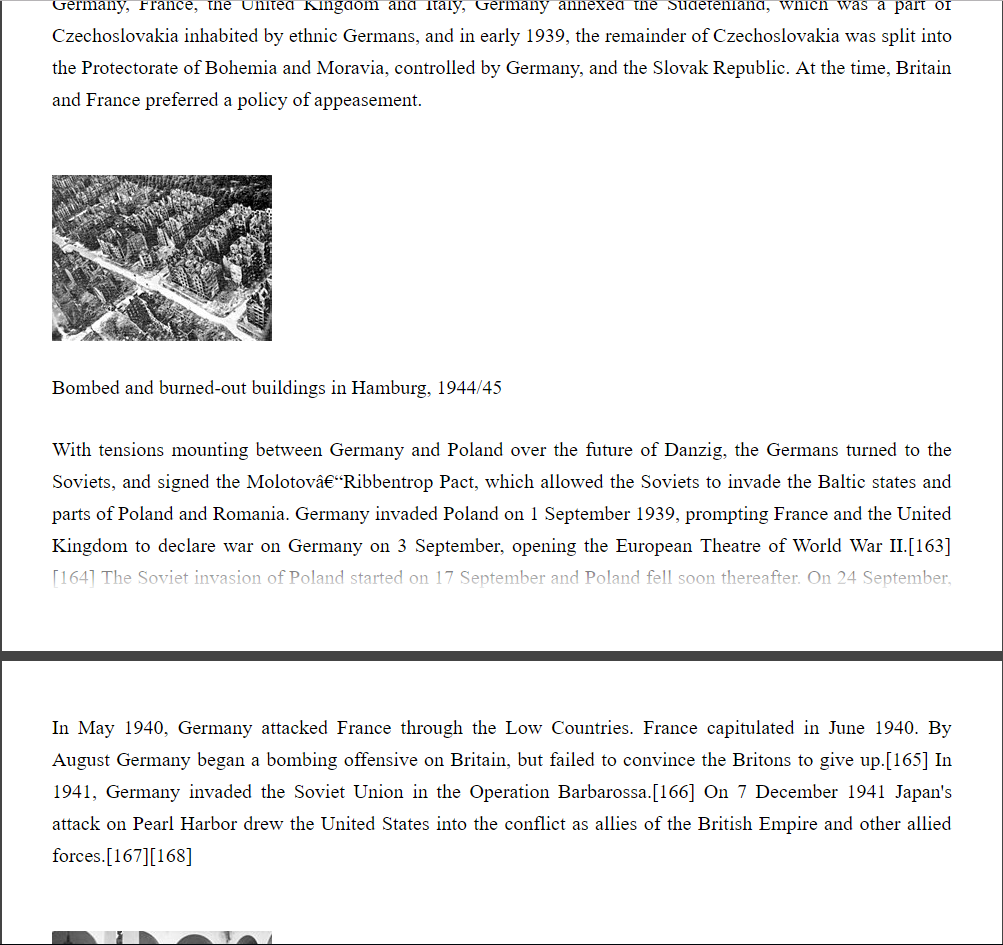 Germany, France, the United Kingdom and Italy, Germany annexed the Sudetenland, which was a part of
Czechoslovakia inhabited by ethnic Germans, and in early 1939, the remainder of Czechoslovakia was split into
the Protectorate of Bohemia and Moravia, controlled by Germany, and the Slovak Republic. At the time, Britain
and France preferred a policy of appeasement.
Bombed and burned-out buildings in Hamburg, 1944/45
With tensions mounting between Germany and Poland over the future of Danzig, the Germans turned to the
Soviets, and signed the Molotovâ€“Ribbentrop Pact, which allowed the Soviets to invade the Baltic states and
parts of Poland and Romania. Germany invaded Poland on 1 September 1939, prompting France and the United
Kingdom to declare war on Germany on 3 September, opening the European Theatre of World War II.[163]
[164] The Soviet invasion of Poland started on 17 September and Poland fell soon thereafter. On 24 September,
In May 1940, Germany attacked France through the Low Countries. France capitulated in June 1940. By
August Germany began a bombing offensive on Britain, but failed to convince the Britons to give up.[165] In
1941, Germany invaded the Soviet Union in the Operation Barbarossa.[166] On 7 December 1941 Japan's
attack on Pearl Harbor drew the United States into the conflict as allies of the British Empire and other allied
forces.[167][168]